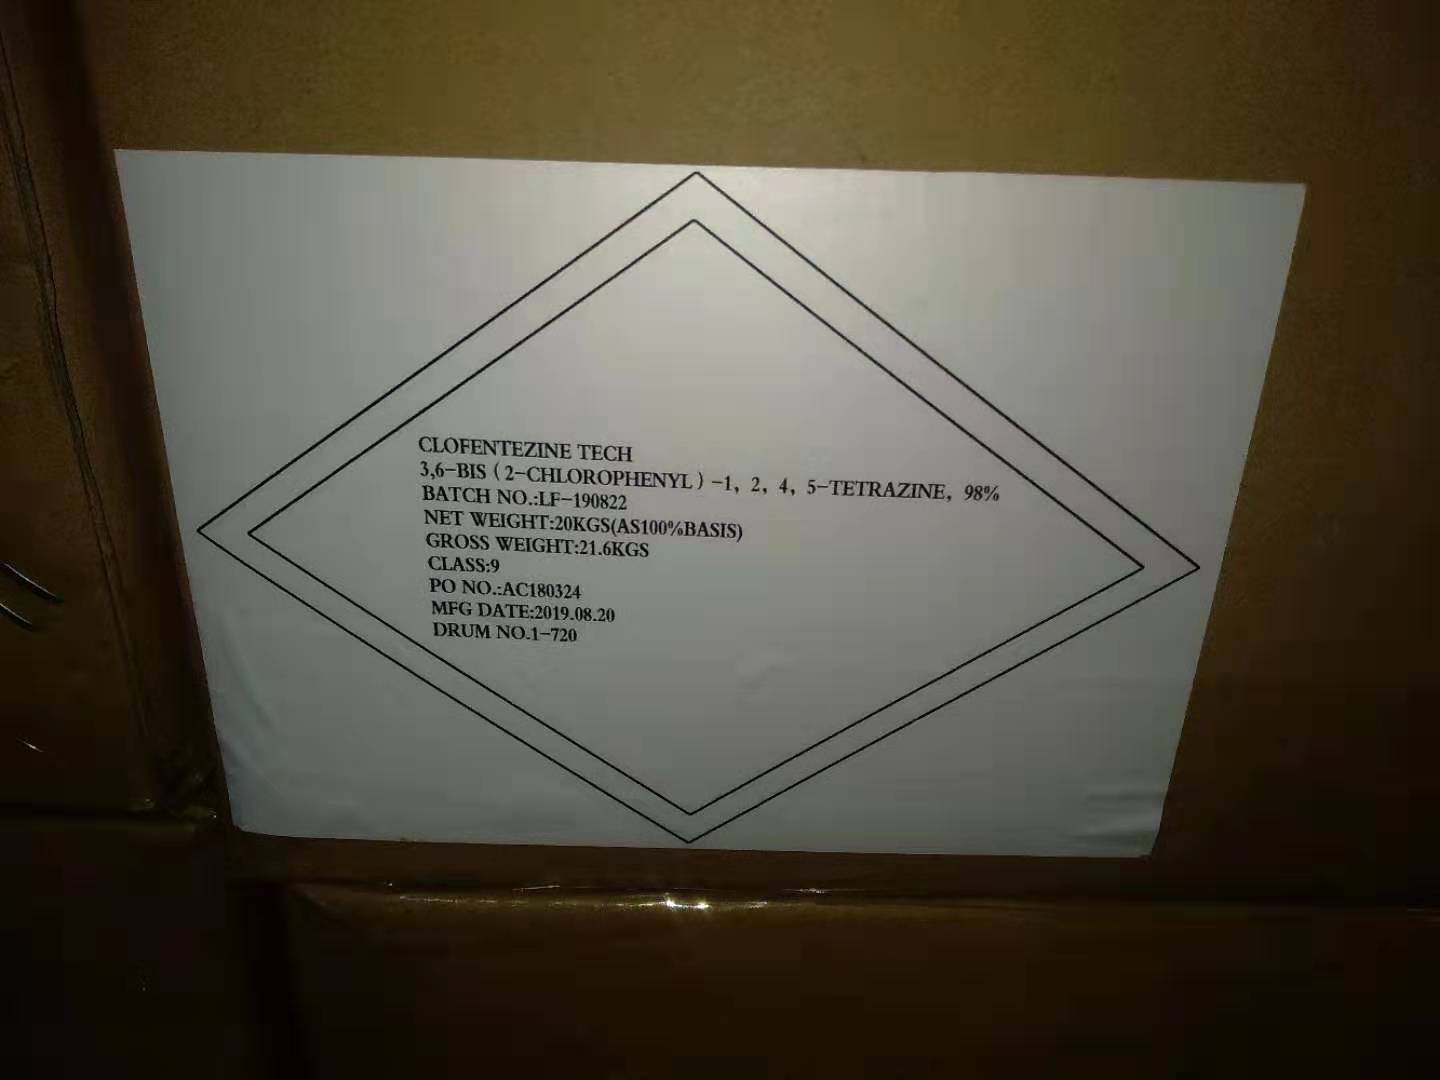 CLOFENTEZINE TECH
3,6-BIS（2-CHLOROPHENYL）-1, 2, 4, 5-TETRAZINE, 98%
BATCH NO.:LF-190822
NET WEIGHT:20KGS(AS100%BASIS)
GROSS WEIGHT:21.6KGS
CLASS:9
PO NO.:AC180324
MFG DATE:2019.08.20
DRUM NO.1-720